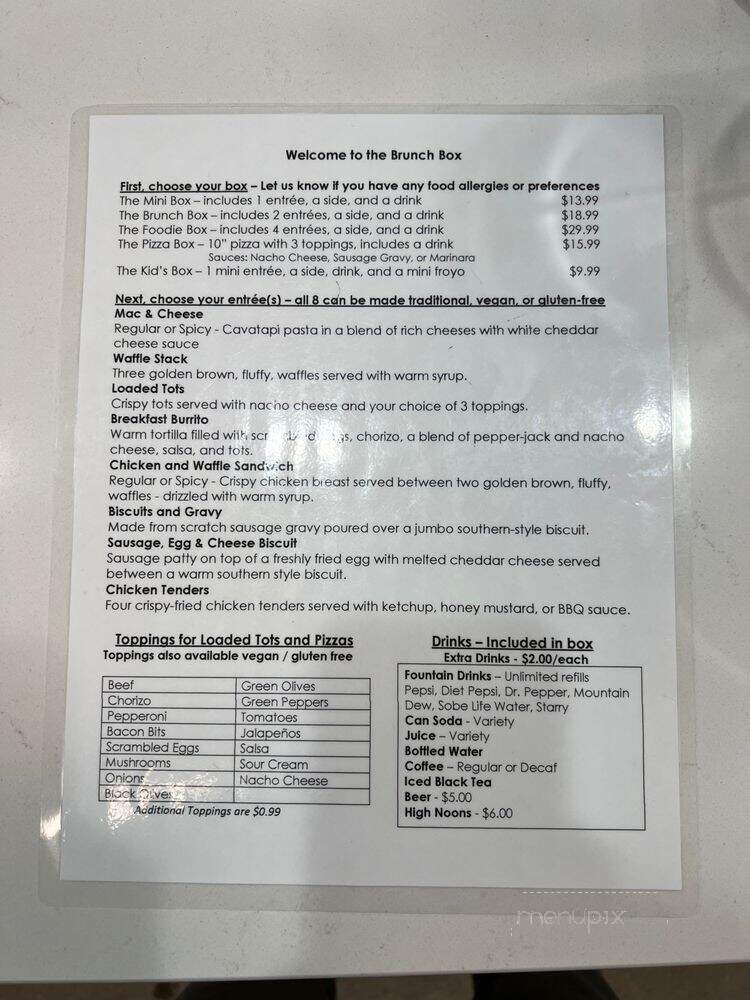 Welcome to the Brunch Box
First, choose your box – Let us know if you have any food allergies or preferences
The Mini Box – includes 1 entrée, a side, and a drink $13.99
The Brunch Box – includes 2 entrées, a side, and a drink $18.99
The Foodie Box – includes 4 entrées, a side, and a drink $29.99
The Pizza Box – 10" pizza with 3 toppings, includes a drink $15.99
Sauces: Nacho Cheese, Sausage Gravy, or Marinara
The Kid's Box – 1 mini entrée, a side, drink, and a mini froyo $9.99
Next, choose your entrée(s) – all 8 can be made traditional, vegan, or gluten-free
Mac & Cheese
Regular or Spicy - Cavatapi pasta in a blend of rich cheeses with white cheddar
cheese sauce
Waffle Stack
Three golden brown, fluffy, waffles served with warm syrup.
Loaded Tots
Crispy tots served with nacho cheese and your choice of 3 toppings.
Breakfast Burrito
Warm tortilla filled with chorizo, a blend of pepper-jack and nacho
cheese, salsa, and tots.
Chicken and Waffle Sandwich
Regular or Spicy - Crispy chicken breast served between two golden brown, fluffy,
waffles - drizzled with warm syrup.
Biscuits and Gravy
Made from scratch sausage gravy poured over a jumbo southern-style biscuit.
Sausage, Egg & Cheese Biscuit
Sausage patty on top of a freshly fried egg with melted cheddar cheese served
between a warm southern style biscuit.
Chicken Tenders
Four crispy-fried chicken tenders served with ketchup, honey mustard, or BBQ sauce.
Toppings for Loaded Tots and Pizzas
Toppings also available vegan / gluten free
Beef Green Olives
Chorizo Green Peppers
Pepperoni Tomatoes
Bacon Bits Jalapeños
Scrambled Eggs Salsa
Mushrooms Sour Cream
Onions Nacho Cheese
Black Olives
Additional Toppings are $0.99
Drinks – Included in box
Extra Drinks - $2.00/each
Fountain Drinks – Unlimited refills
Pepsi, Diet Pepsi, Dr. Pepper, Mountain
Dew, Sobe Life Water, Starry
Can Soda - Variety
Juice – Variety
Bottled Water
Coffee – Regular or Decaf
Iced Black Tea
Beer - $5.00
High Noons - $6.00
menupix